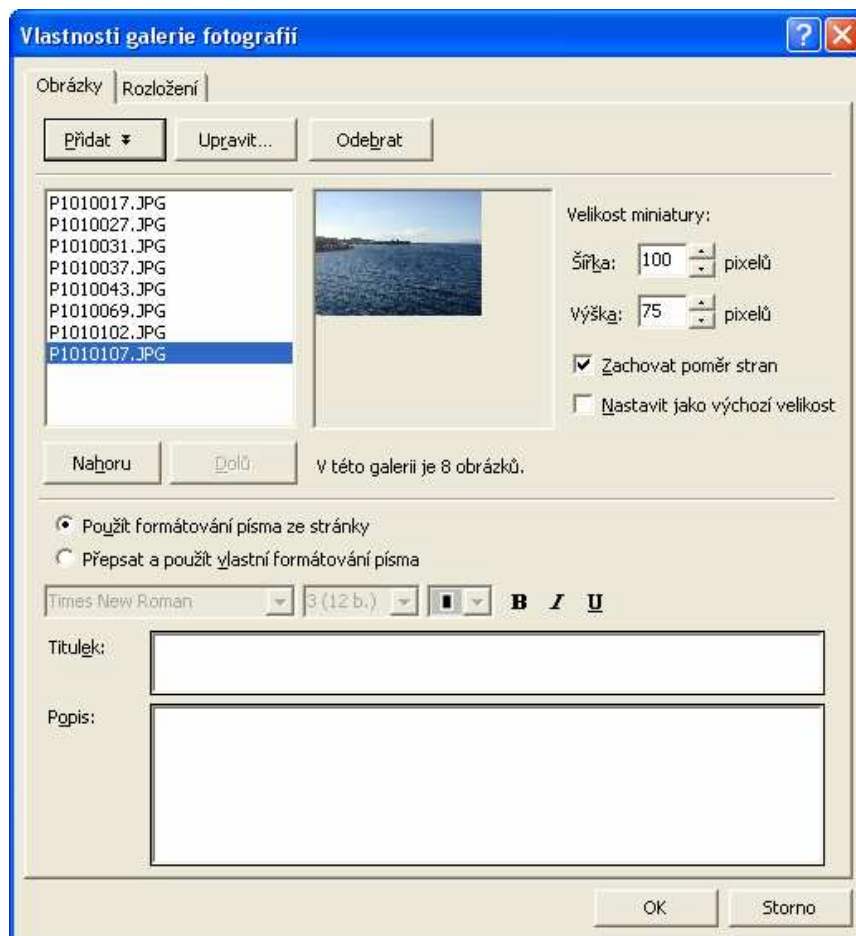 Vlastnosti galerie fotografií
Obrázky
Rozložení
Přidat
Upravit...
Odebrat
P1010017.JPG
P1010027.JPG
P1010031.JPG
P1010037.JPG
P1010043.JPG
P1010069.JPG
P1010102.JPG
P1010107.JPG
Velikost miniatury:
Šířka: 100 pixelů
Výška: 75 pixelů
Zachovat poměr stran
Nastavit jako výchozí velikost
Nahoru
Dolů
V této galerii je 8 obrázků.
Použít formátování písma ze stránky
Přepsat a použít vlastní formátování písma
Times New Roman
3 (12 b.)
B I U
Titulek:
Popis:
OK
Storno